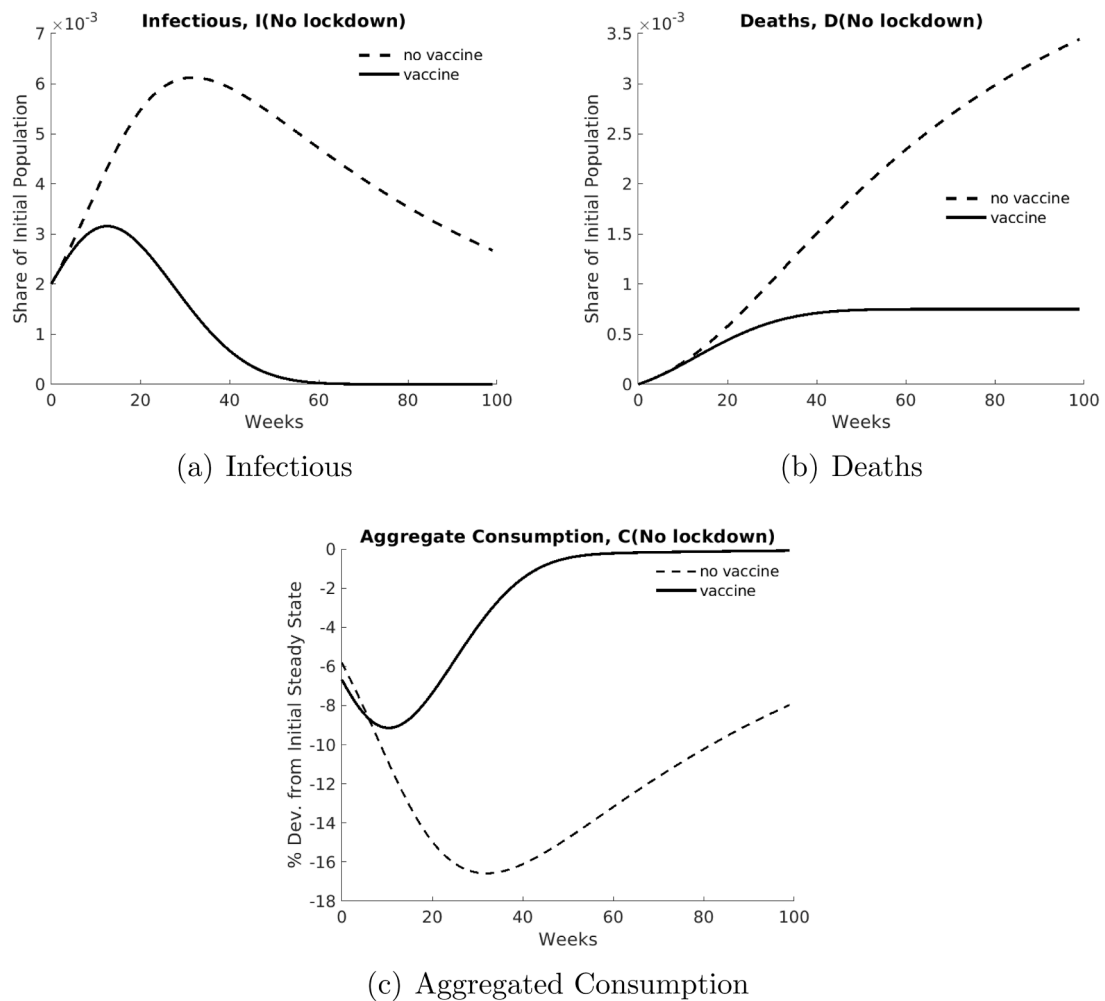 ×10⁻³
Infectious, I(No lockdown)
7
6
5
4
3
2
1
0
Share of Initial Population
no vaccine
vaccine
0 20 40 60 80 100
Weeks
(a) Infectious
×10⁻³
Deaths, D(No lockdown)
3.5
3
2.5
2
1.5
1
0.5
0
Share of Initial Population
no vaccine
vaccine
0 20 40 60 80 100
Weeks
(b) Deaths
Aggregate Consumption, C(No lockdown)
0
-2
-4
-6
-8
-10
-12
-14
-16
-18
% Dev. from Initial Steady State
no vaccine
vaccine
0 20 40 60 80 100
Weeks
(c) Aggregated Consumption